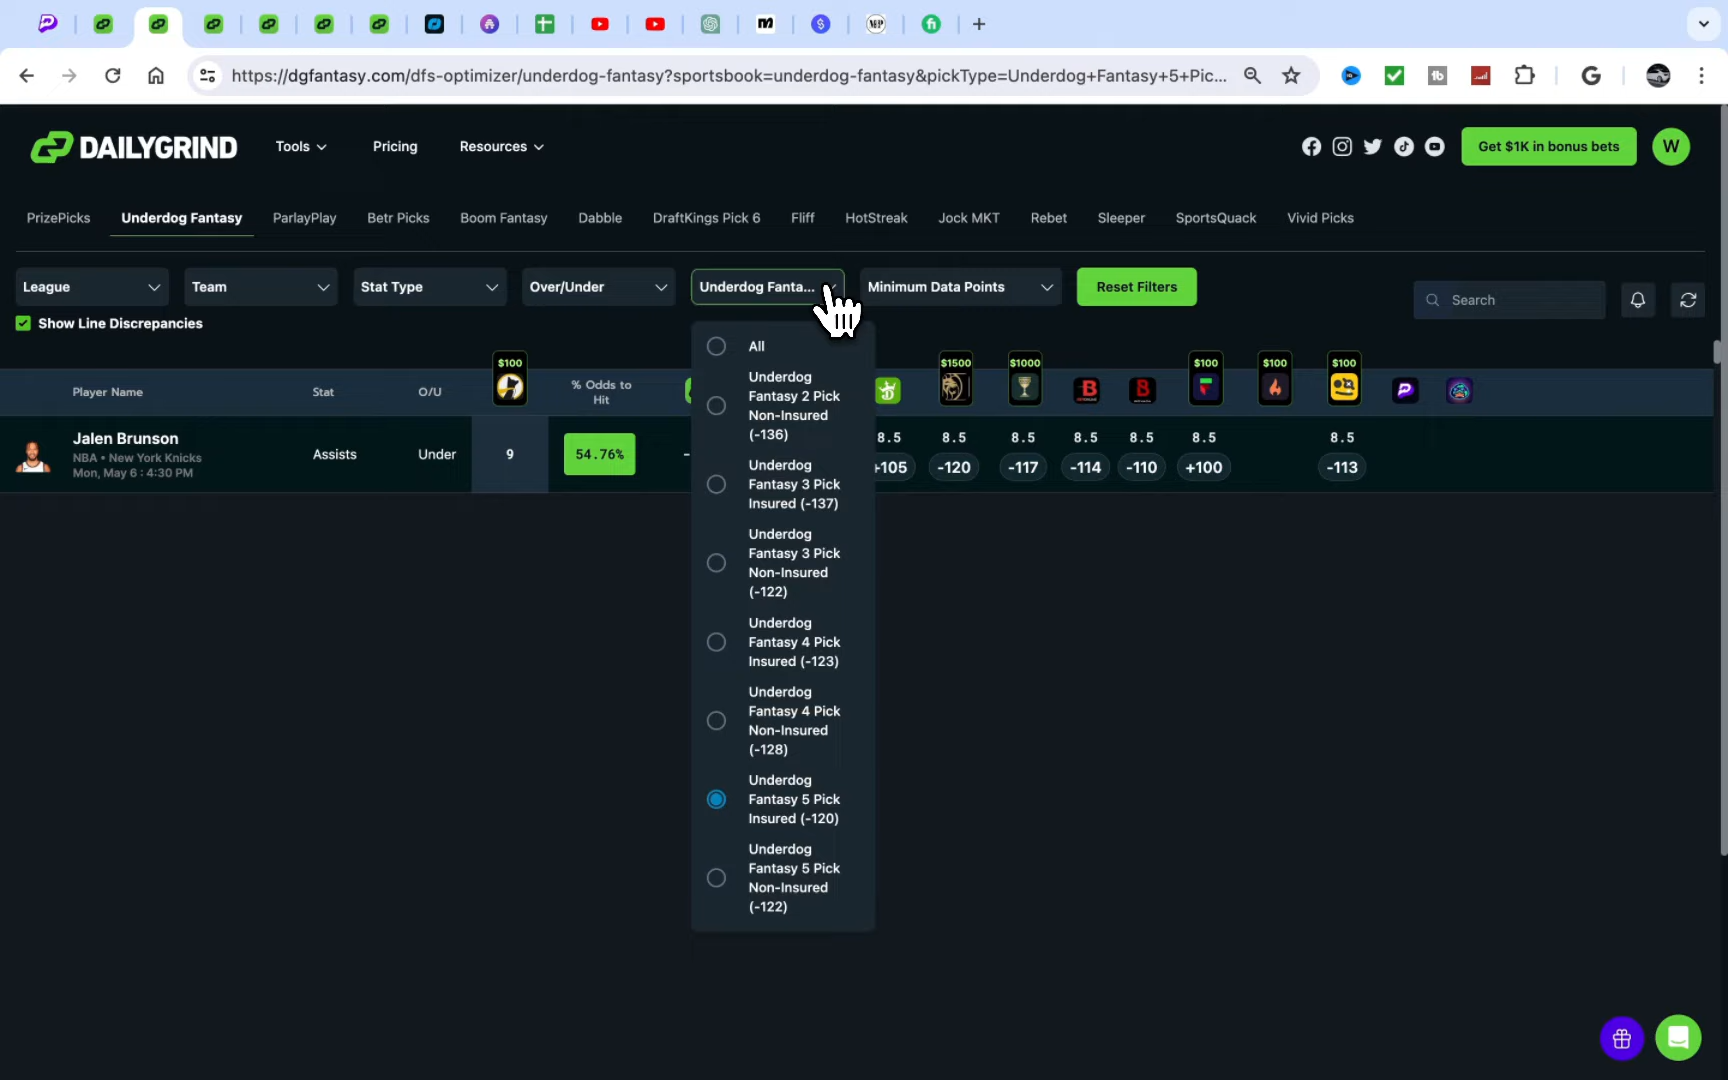 https://dgfantasy.com/dfs-optimizer/underdog-fantasy?sportsbook=underdog-fantasy&pickType=Underdog+Fantasy+5+Pic...
DAILYGRIND
Tools
Pricing
Resources
Get $1K in bonus bets
W
PrizePicks
Underdog Fantasy
ParlayPlay
Betr Picks
Boom Fantasy
Dabble
DraftKings Pick 6
Fliff
HotStreak
Jock MKT
Rebet
Sleeper
SportsQuack
Vivid Picks
League
Team
Stat Type
Over/Under
Underdog Fanta...
Minimum Data Points
Reset Filters
Search
Show Line Discrepancies
Player Name
Stat
O/U
$100
% Odds to
Hit
$1500
$1000
$100
$100
$100
Jalen Brunson
NBA • New York Knicks
Mon, May 6 : 4:30 PM
Assists
Under
9
54.76%
8.5
+105
8.5
-120
8.5
-117
8.5
-114
8.5
-110
8.5
+100
8.5
-113
All
Underdog
Fantasy 2 Pick
Non-Insured
(-136)
Underdog
Fantasy 3 Pick
Insured (-137)
Underdog
Fantasy 3 Pick
Non-Insured
(-122)
Underdog
Fantasy 4 Pick
Insured (-123)
Underdog
Fantasy 4 Pick
Non-Insured
(-128)
Underdog
Fantasy 5 Pick
Insured (-120)
Underdog
Fantasy 5 Pick
Non-Insured
(-122)